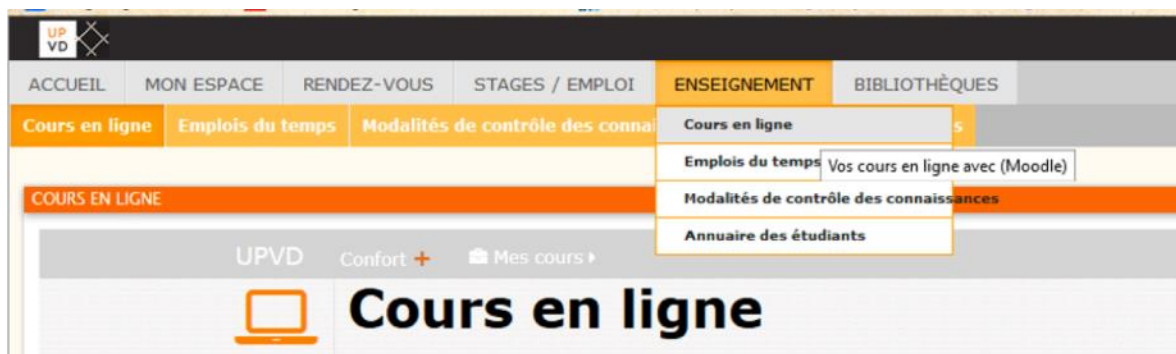 UP
VD
ACCUEIL MON ESPACE RENDEZ-VOUS STAGES / EMPLOI ENSEIGNEMENT BIBLIOTHÈQUES
Cours en ligne Emplois du temps Modalités de contrôle des connai s
Cours en ligne
Emplois du temps
Vos cours en ligne avec (Moodle)
Modalités de contrôle des connaissances
Annuaire des étudiants
COURS EN LIGNE
UPVD Confort + Mes cours
Cours en ligne